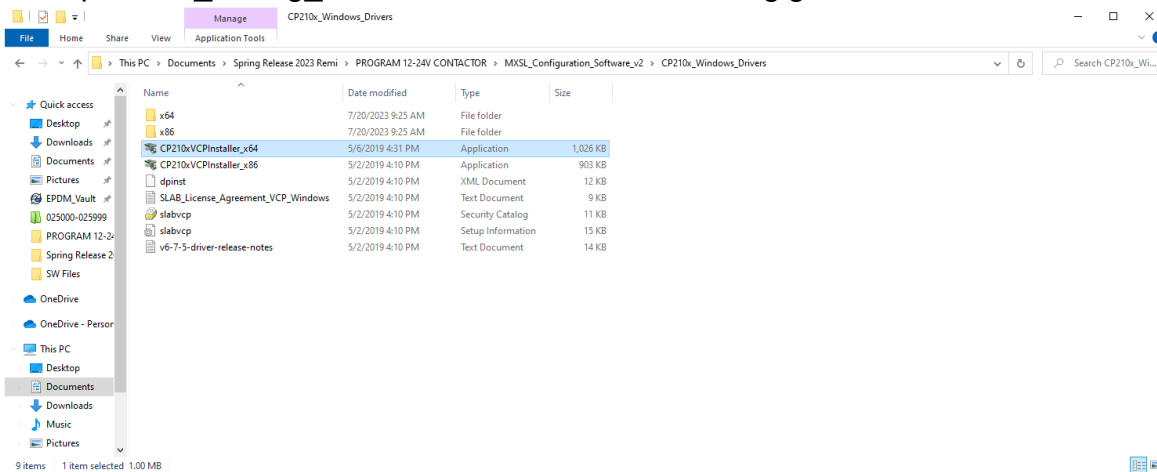 Manage
CP210x_Windows_Drivers
File Home Share View Application Tools
This PC > Documents > Spring Release 2023 Remi > PROGRAM 12-24V CONTACTOR > MXSL_Configuration_Software_v2 > CP210x_Windows_Drivers
Search CP210x_Wi...
Name Date modified Type Size
Quick access
Desktop
Downloads
Documents
Pictures
EPDM_Vault
025000-025999
PROGRAM 12-24
Spring Release 2
SW Files
OneDrive
OneDrive - Person
This PC
Desktop
Documents
Downloads
Music
Pictures
x64 7/20/2023 9:25 AM File folder
x86 7/20/2023 9:25 AM File folder
CP210xVCPInstaller_x64 5/6/2019 4:31 PM Application 1,026 KB
CP210xVCPInstaller_x86 5/2/2019 4:10 PM Application 903 KB
dpinst 5/2/2019 4:10 PM XML Document 12 KB
SLAB_License_Agreement_VCP_Windows 5/2/2019 4:10 PM Text Document 9 KB
slabvcp 5/2/2019 4:10 PM Security Catalog 11 KB
slabvcp 5/2/2019 4:10 PM Setup Information 15 KB
v6-7-5-driver-release-notes 5/2/2019 4:10 PM Text Document 14 KB
9 items 1 item selected 1.00 MB